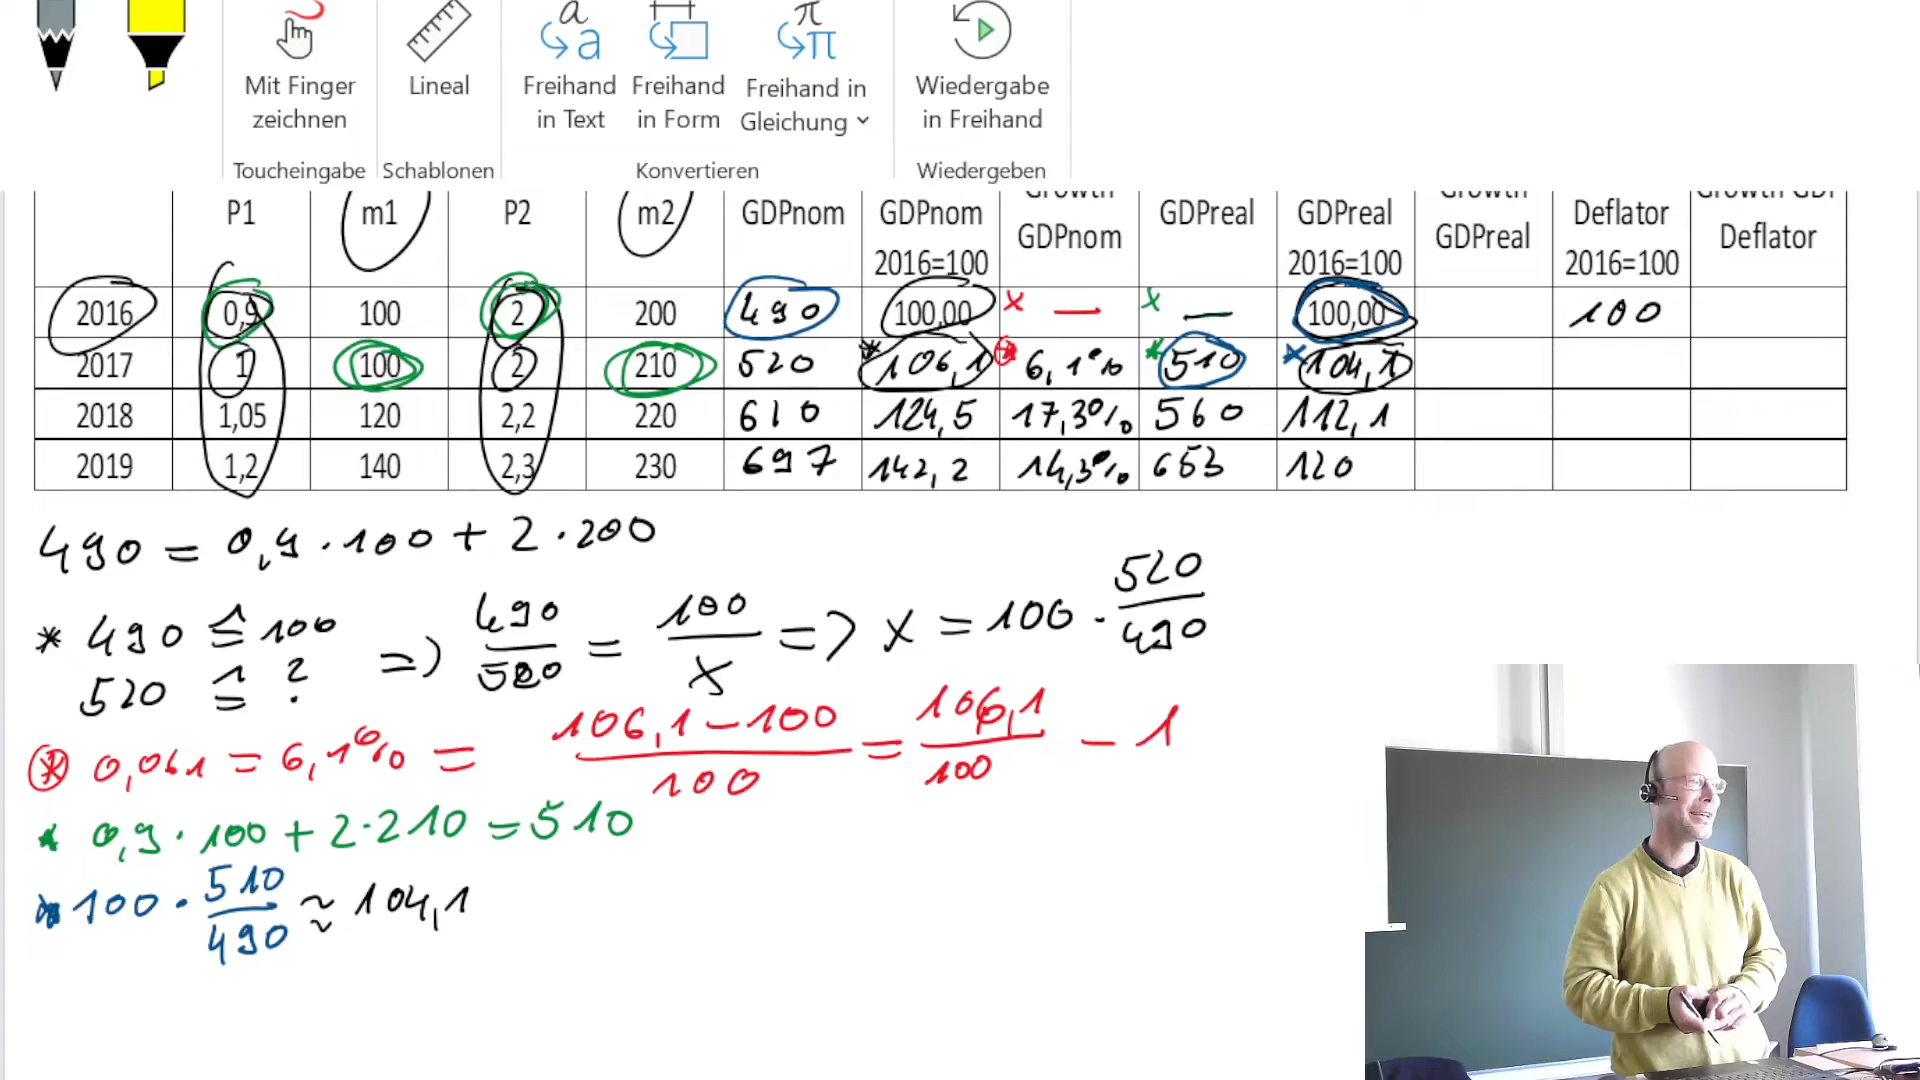 Mit Finger zeichnen
Lineal
Freihand in Text
Freihand in Form
Freihand in Gleichung
Wiedergabe in Freihand
Toucheingabe
Schablonen
Konvertieren
Wiedergeben
P1 m1 P2 m2 GDPnom GDPnom 2016=100 Growth GDPnom GDPreal GDPreal 2016=100 Growth GDPreal Deflator 2016=100 Growth GDP Deflator
2016 0,9 100 2 200 490 100,00 x — x — 100,00 100
2017 1 100 2 210 520 * 106,1 * 6,1% * 510 * 104,1
2018 1,05 120 2,2 220 610 124,5 17,3% 560 112,1
2019 1,2 140 2,3 230 697 142,2 14,3% 653 120
490 = 0,9 · 100 + 2 · 200
* 490 ≙ 100 => 490/520 = 100/x => x = 100 · 520/490
520 ≙ ?
* 0,061 = 6,1% = (106,1 - 100)/100 = 106,1/100 - 1
* 0,9 · 100 + 2 · 210 = 510
* 100 · 510/490 ≈ 104,1